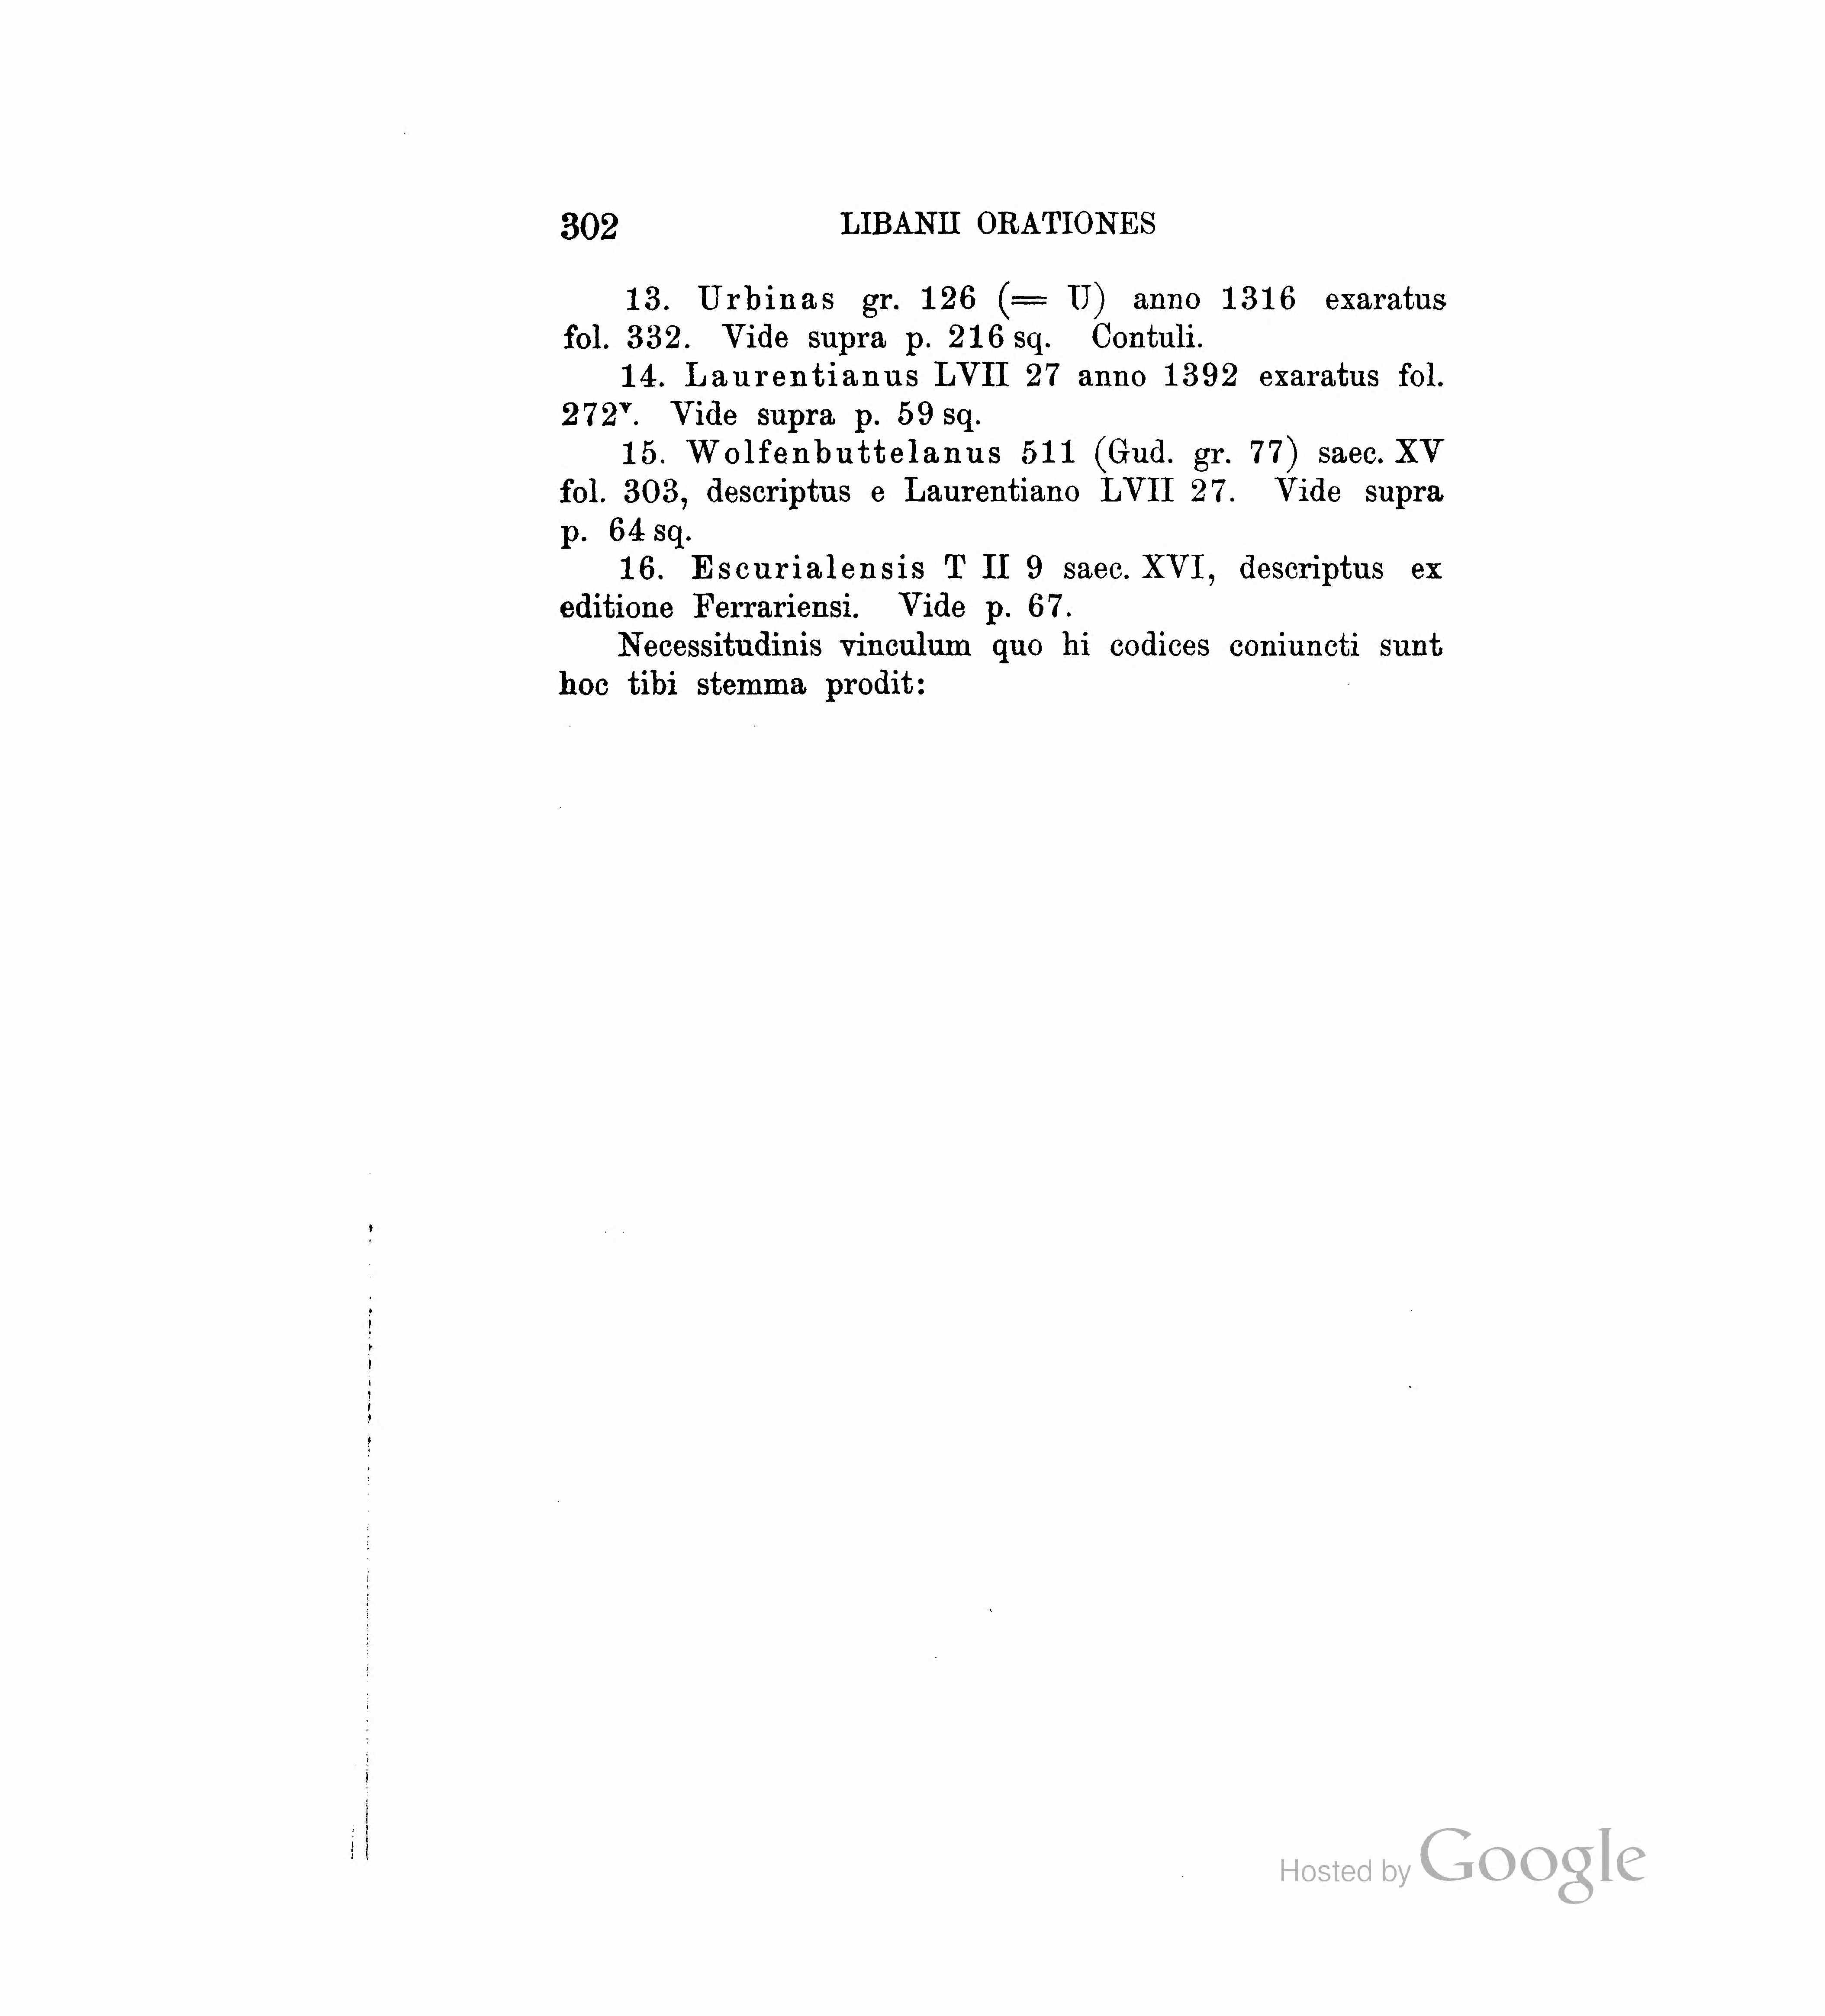 302 LIBANII ORATIONES
13. Urbinas gr. 126 (= U) anno 1316 exaratus
fol. 332. Vide supra p. 216 sq. Contuli.
14. Laurentianus LVII 27 anno 1392 exaratus fol.
272ᵛ. Vide supra p. 59 sq.
15. Wolfenbuttelanus 511 (Gud. gr. 77) saec. XV
fol. 303, descriptus e Laurentiano LVII 27. Vide supra
p. 64 sq.
16. Escurialensis T II 9 saec. XVI, descriptus ex
editione Ferrariensi. Vide p. 67.
Necessitudinis vinculum quo hi codices coniuncti sunt
hoc tibi stemma prodit:
Hosted by Google